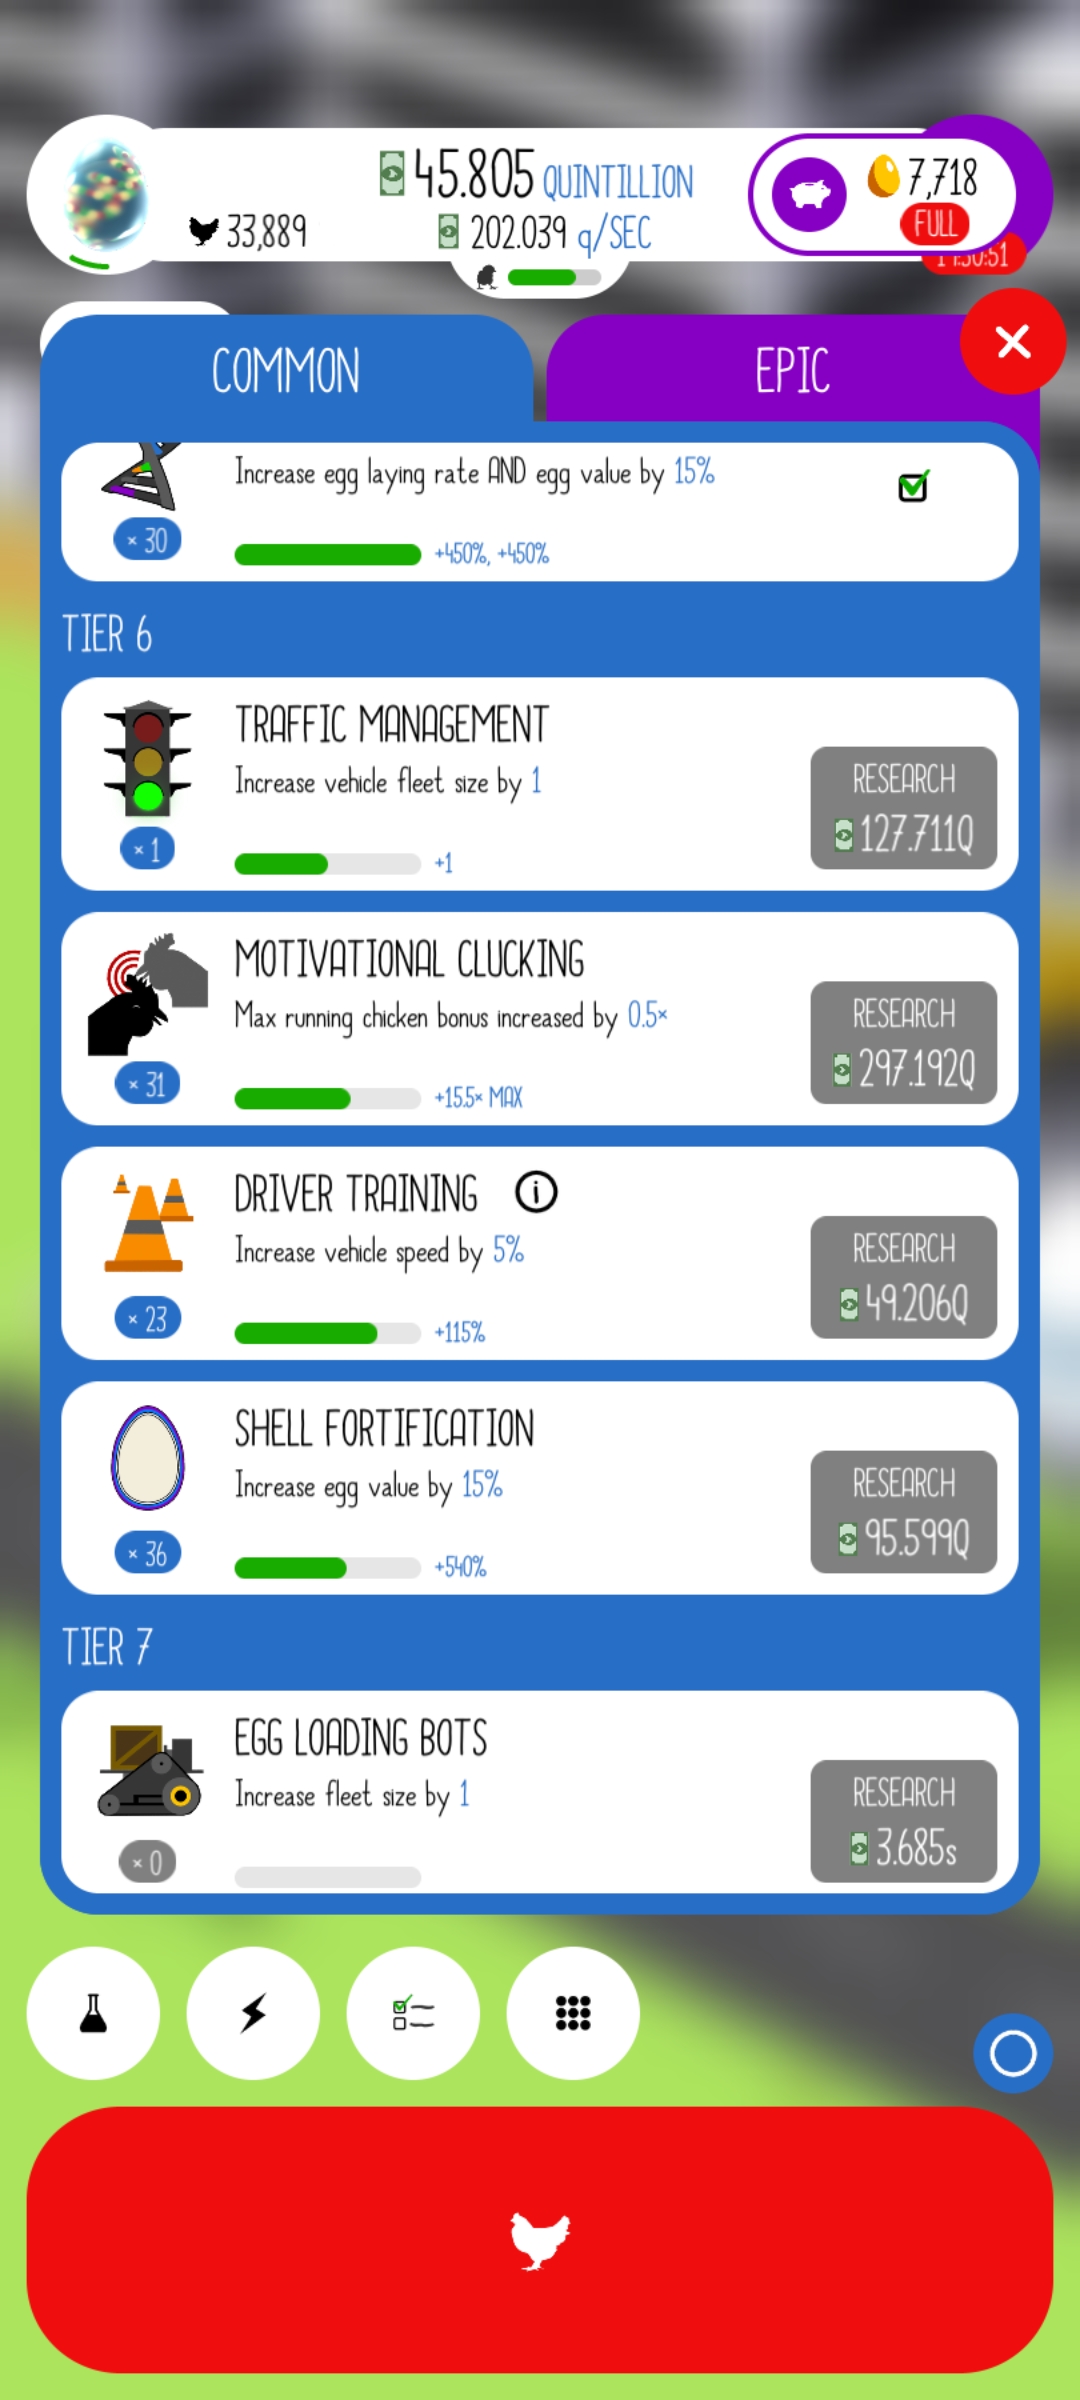 45.805 QUINTILLION
33,889
202.039 q/SEC
7,718
FULL
COMMON
EPIC
Increase egg laying rate AND egg value by 15%
× 30
+450%, +450%
TIER 6
TRAFFIC MANAGEMENT
Increase vehicle fleet size by 1
RESEARCH
127.711Q
× 1
+1
MOTIVATIONAL CLUCKING
Max running chicken bonus increased by 0.5×
RESEARCH
297.192Q
× 31
+15.5× MAX
DRIVER TRAINING
Increase vehicle speed by 5%
RESEARCH
49.206Q
× 23
+115%
SHELL FORTIFICATION
Increase egg value by 15%
RESEARCH
95.599Q
× 36
+540%
TIER 7
EGG LOADING BOTS
Increase fleet size by 1
RESEARCH
3.685s
× 0